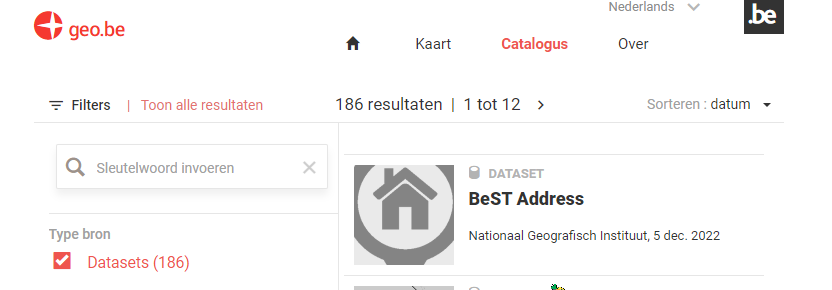 Nederlands
geo.be
.be
Kaart
Catalogus
Over
Filters | Toon alle resultaten
186 resultaten | 1 tot 12
Sorteren : datum
Sleutelwoord invoeren
Type bron
Datasets (186)
DATASET
BeST Address
Nationaal Geografisch Instituut, 5 dec. 2022